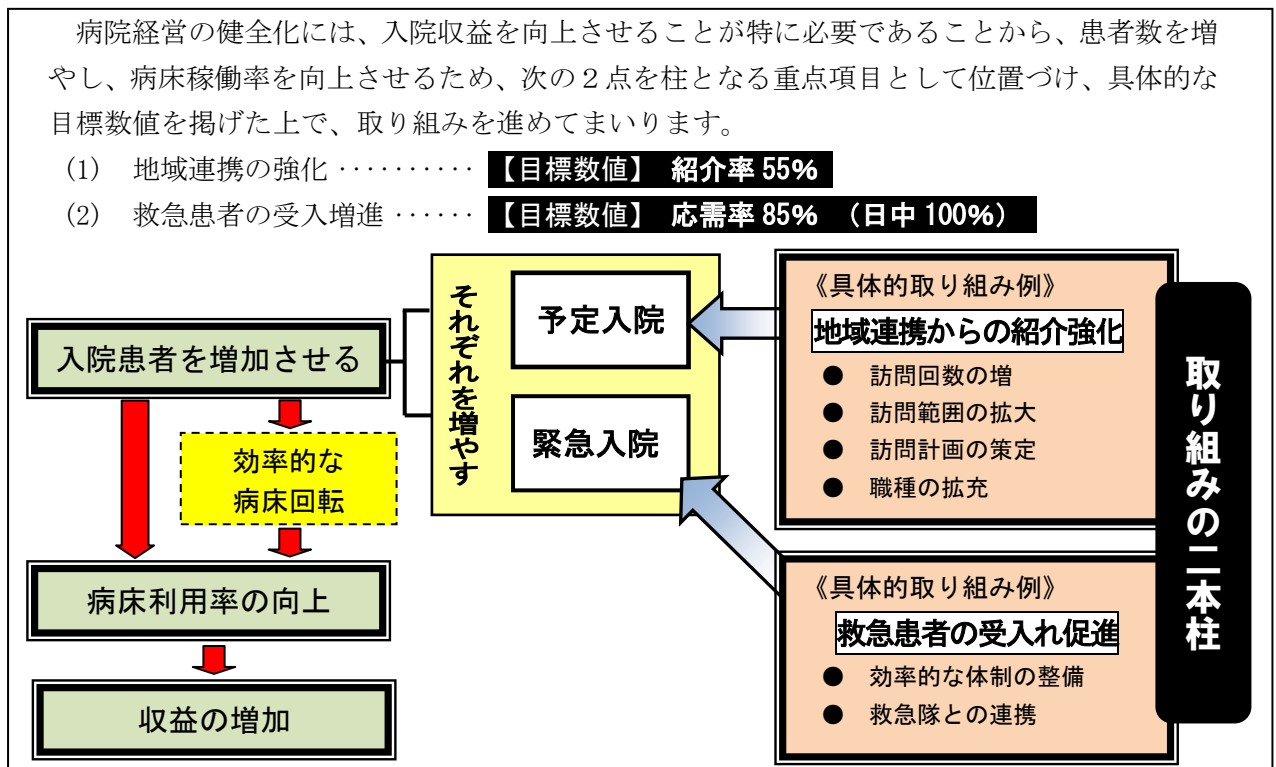 病院経営の健全化には、入院収益を向上させることが特に必要であることから、患者数を増
やし、病床稼働率を向上させるため、次の２点を柱となる重点項目として位置づけ、具体的な
目標数値を掲げた上で、取り組みを進めてまいります。
(1) 地域連携の強化 ·········· 【目標数値】 紹介率 55%
(2) 救急患者の受入増進 ······ 【目標数値】 応需率 85% （日中 100%）
入院患者を増加させる
効率的な
病床回転
病床利用率の向上
収益の増加
それぞれを増やす
予定入院
緊急入院
《具体的取り組み例》
地域連携からの紹介強化
● 訪問回数の増
● 訪問範囲の拡大
● 訪問計画の策定
● 職種の拡充
《具体的取り組み例》
救急患者の受入れ促進
● 効率的な体制の整備
● 救急隊との連携
取り組みの二本柱